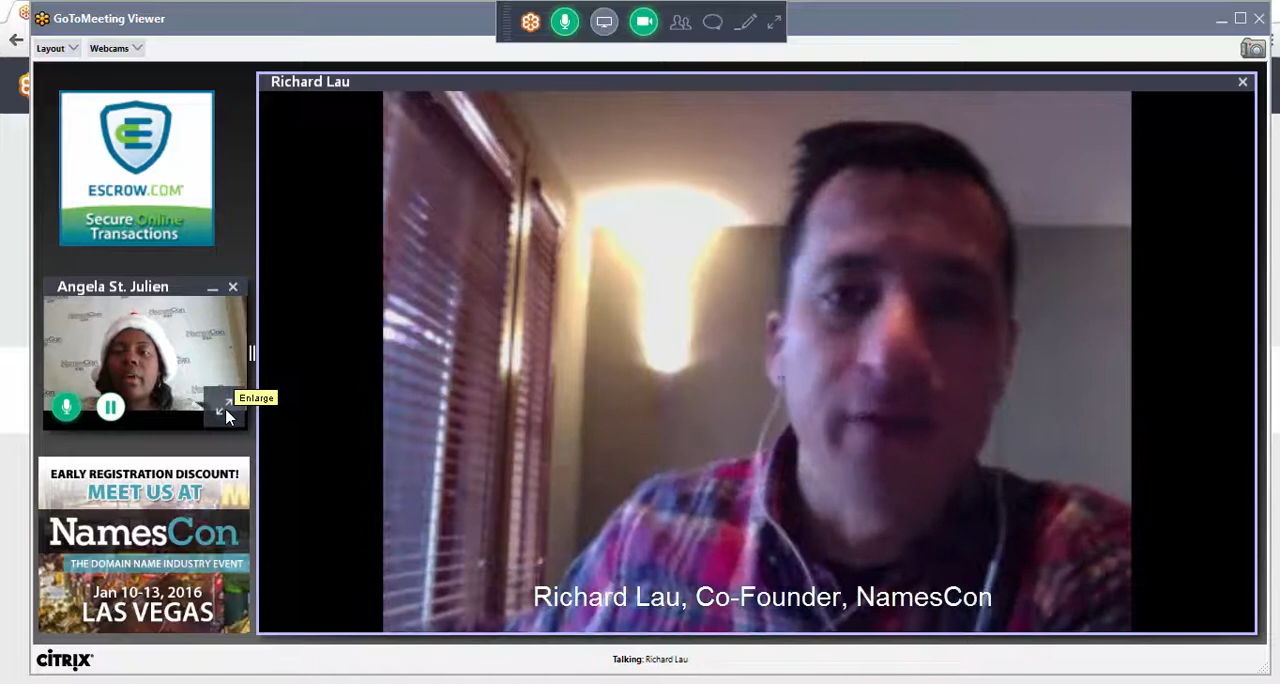 GoToMeeting Viewer
Layout
Webcams
Richard Lau
ESCROW.COM
Secure Online
Transactions
Angela St. Julien
Enlarge
EARLY REGISTRATION DISCOUNT!
MEET US AT
NamesCon
THE DOMAIN NAME INDUSTRY EVENT
Jan 10-13, 2016
LAS VEGAS
Richard Lau, Co-Founder, NamesCon
CITRIX
Talking: Richard Lau